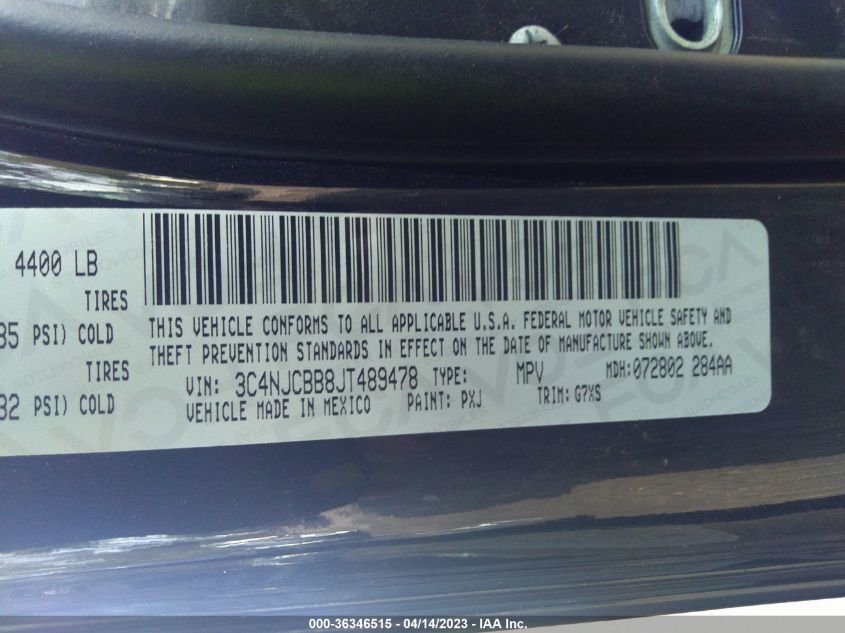 4400 LB
TIRES
35 PSI) COLD
TIRES
32 PSI) COLD
THIS VEHICLE CONFORMS TO ALL APPLICABLE U.S.A. FEDERAL MOTOR VEHICLE SAFETY AND
THEFT PREVENTION STANDARDS IN EFFECT ON THE DATE OF MANUFACTURE SHOWN ABOVE.
VIN: 3C4NJCBB8JT489478 TYPE: MPV MDH:072802 284AA
VEHICLE MADE IN MEXICO PAINT: PXJ TRIM: G7XS
000-36346515 - 04/14/2023 - IAA Inc.